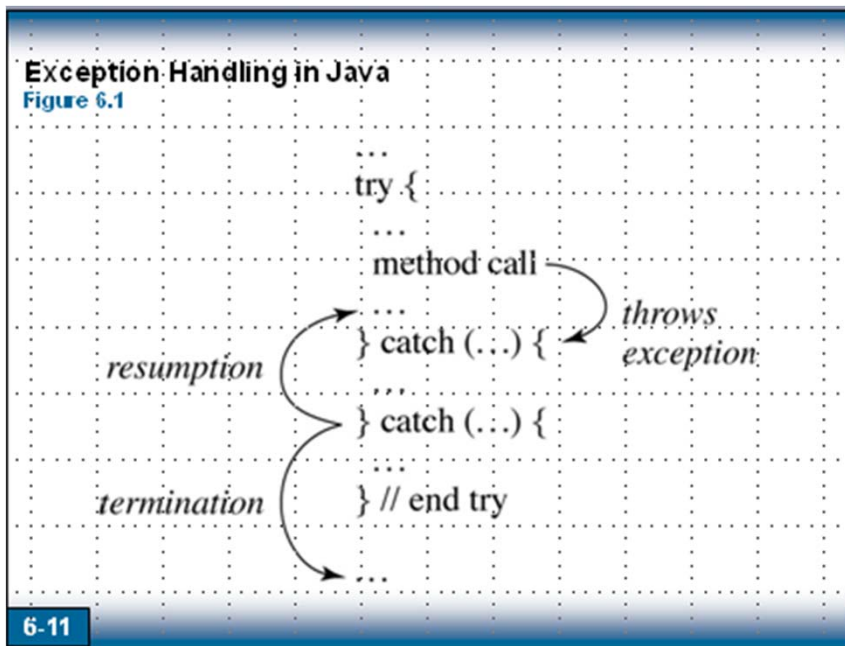 Exception Handling in Java
Figure 6.1
...
try {
...
method call
...
throws
exception
} catch (...) {
resumption
...
} catch (...) {
...
termination
} // end try
...
6-11